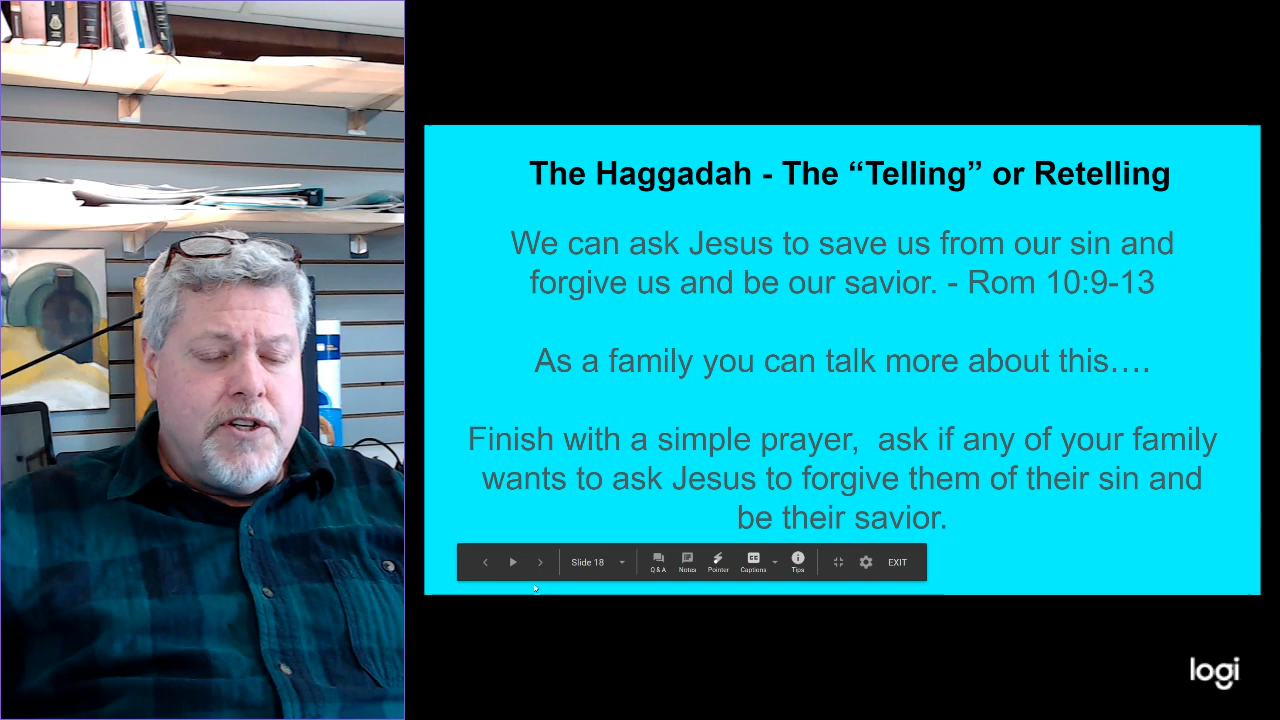 The Haggadah - The “Telling” or Retelling
We can ask Jesus to save us from our sin and
forgive us and be our savior. - Rom 10:9-13
As a family you can talk more about this….
Finish with a simple prayer,  ask if any of your family
wants to ask Jesus to forgive them of their sin and
be their savior.
Slide 18
Q & A
Notes
Pointer
CC
Captions
Tips
EXIT
logi